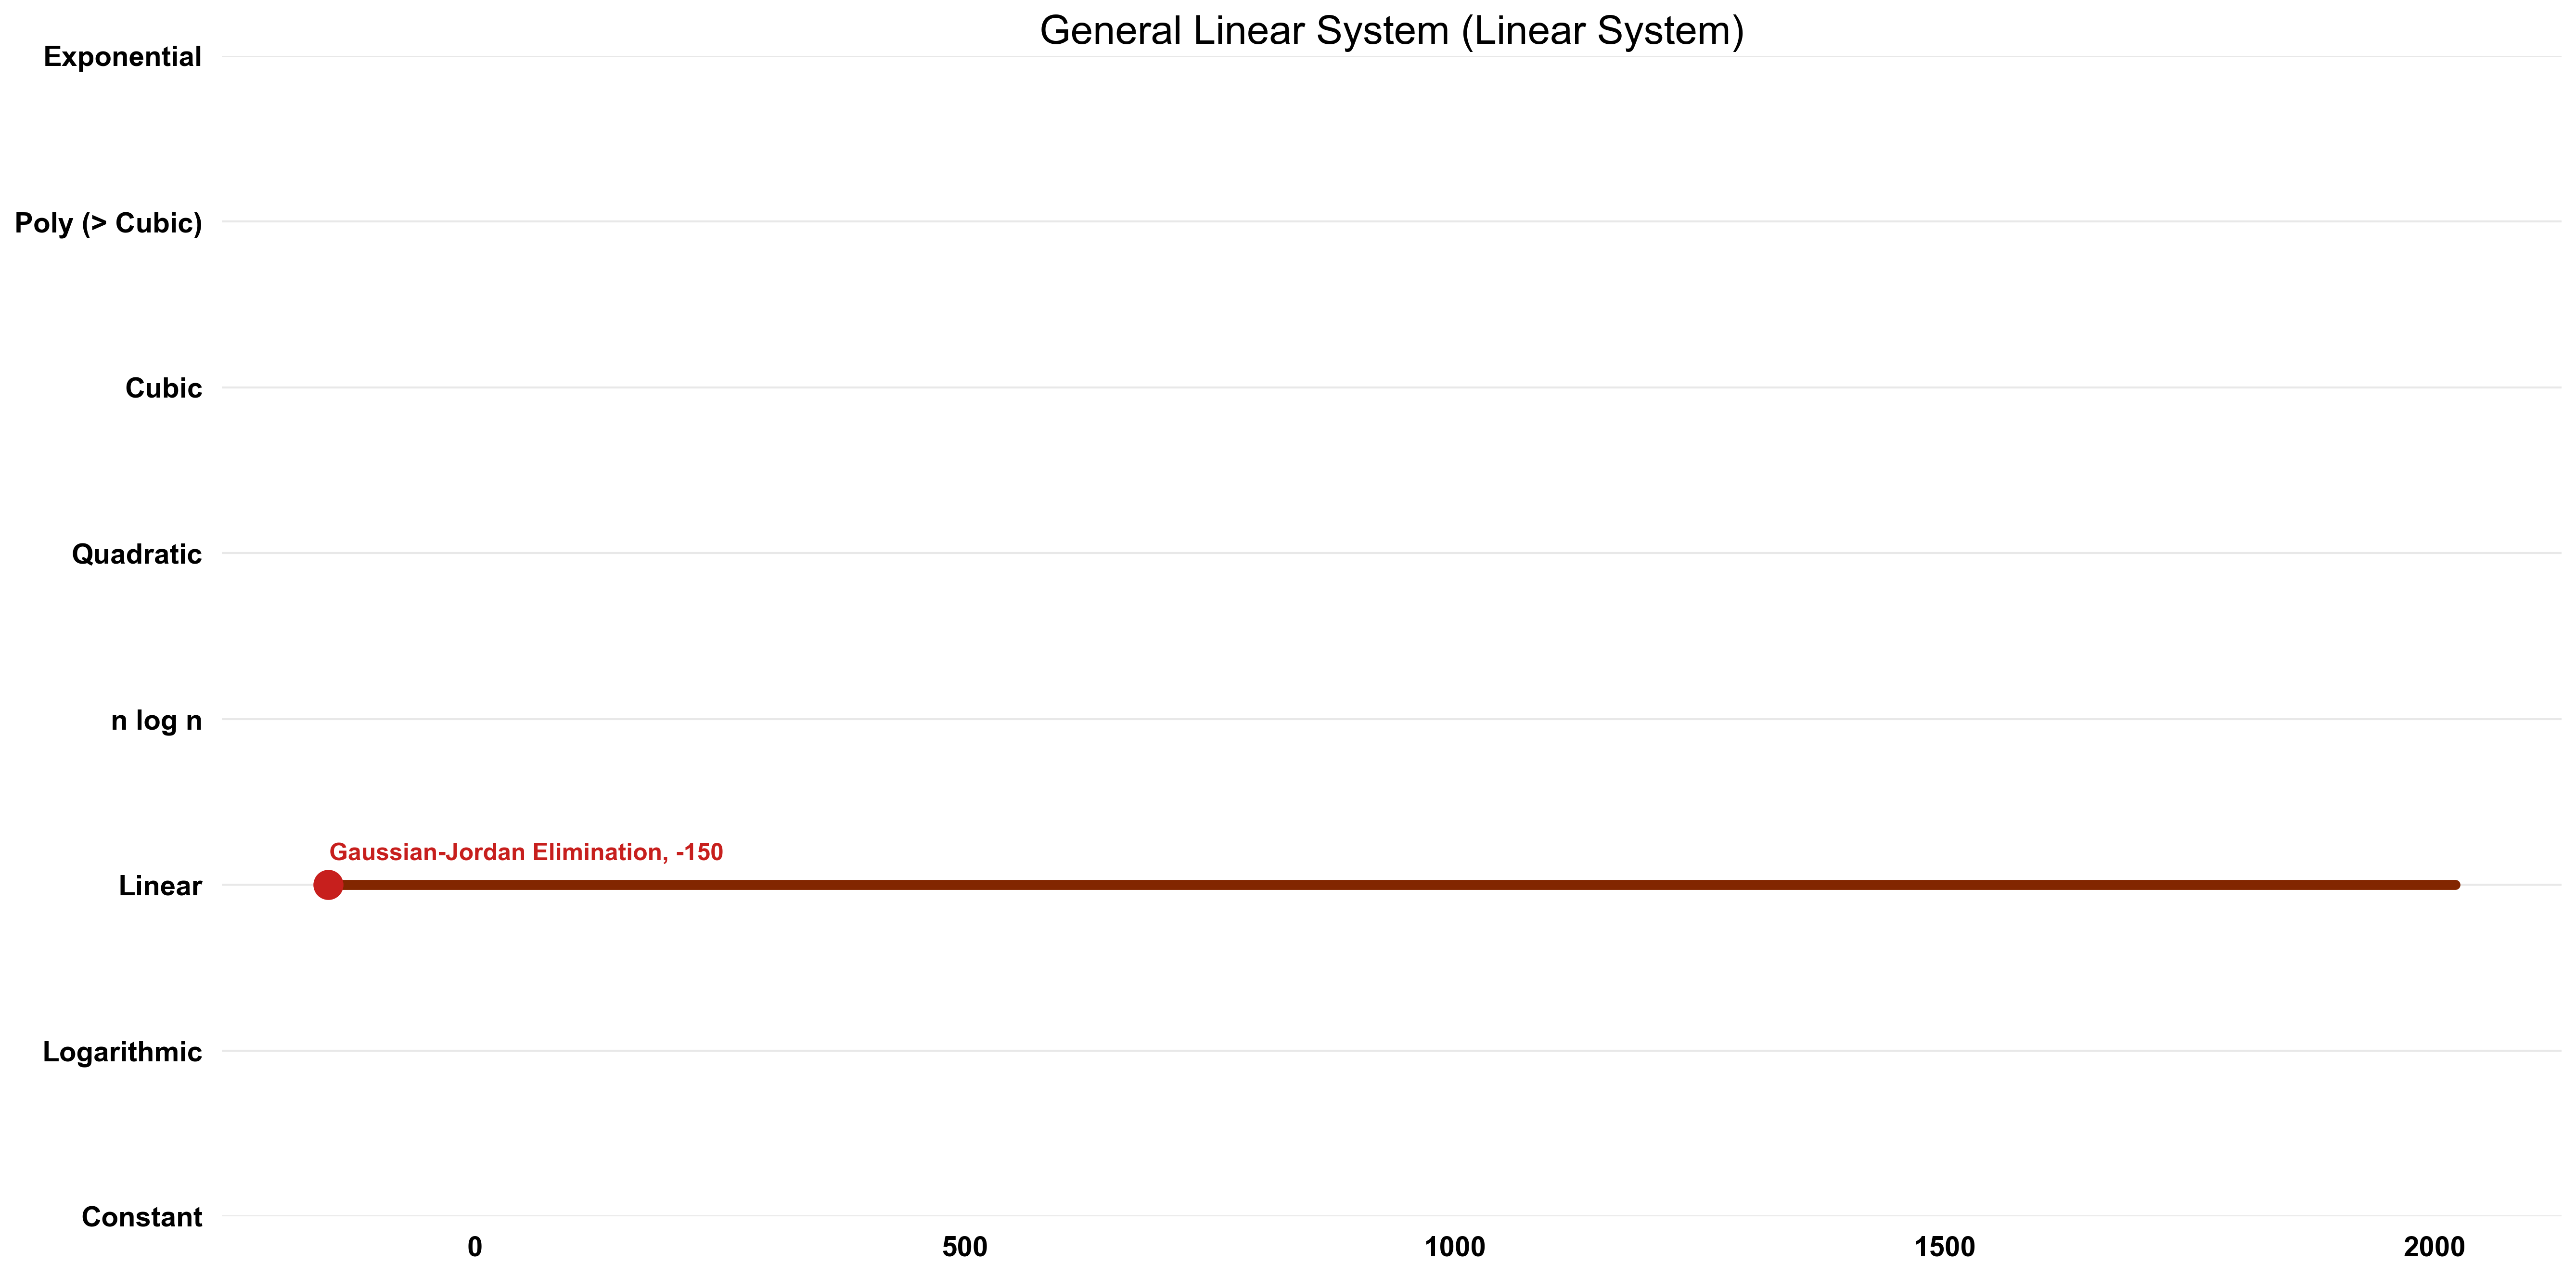 General Linear System (Linear System)
Exponential
Poly (> Cubic)
Cubic
Quadratic
n log n
Gaussian-Jordan Elimination, -150
Linear
Logarithmic
Constant
0 500 1000 1500 2000